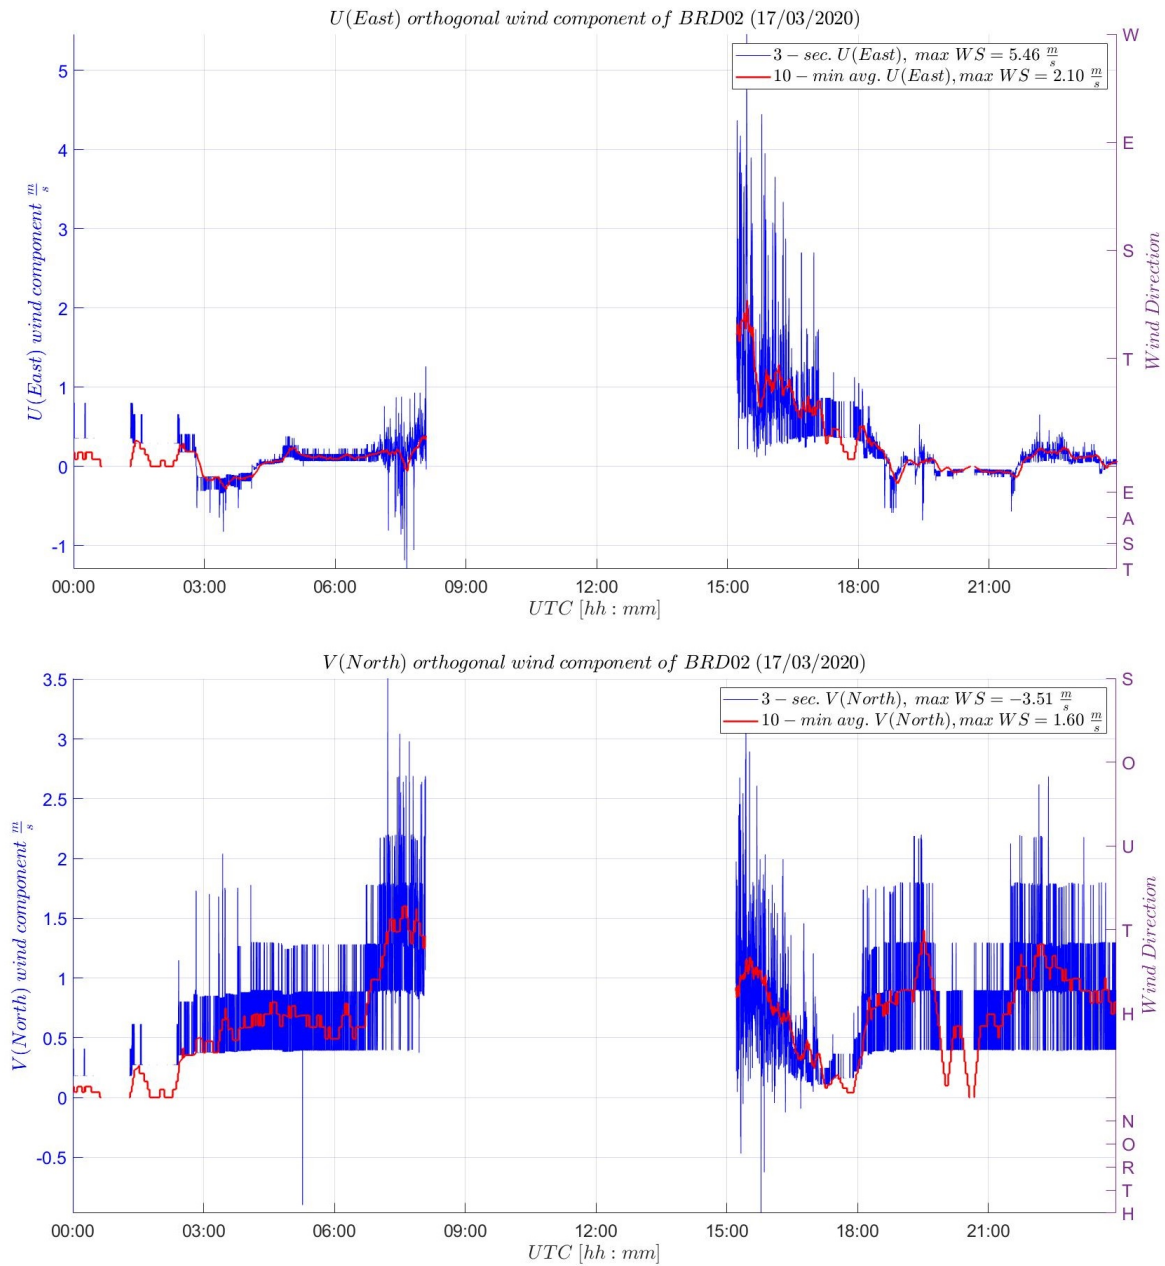 U(East) orthogonal wind component of BRD02 (17/03/2020)
3 − sec. U(East), max WS = 5.46 m/s
10 − min avg. U(East), max WS = 2.10 m/s
U(East) wind component m/s
5
4
3
2
1
0
-1
W
E
S
T
E
A
S
T
Wind Direction
00:00 03:00 06:00 09:00 12:00 15:00 18:00 21:00
UTC [hh : mm]
V(North) orthogonal wind component of BRD02 (17/03/2020)
3 − sec. V(North), max WS = −3.51 m/s
10 − min avg. V(North), max WS = 1.60 m/s
V(North) wind component m/s
3.5
3
2.5
2
1.5
1
0.5
0
-0.5
S
O
U
T
H
N
O
R
T
H
Wind Direction
00:00 03:00 06:00 09:00 12:00 15:00 18:00 21:00
UTC [hh : mm]